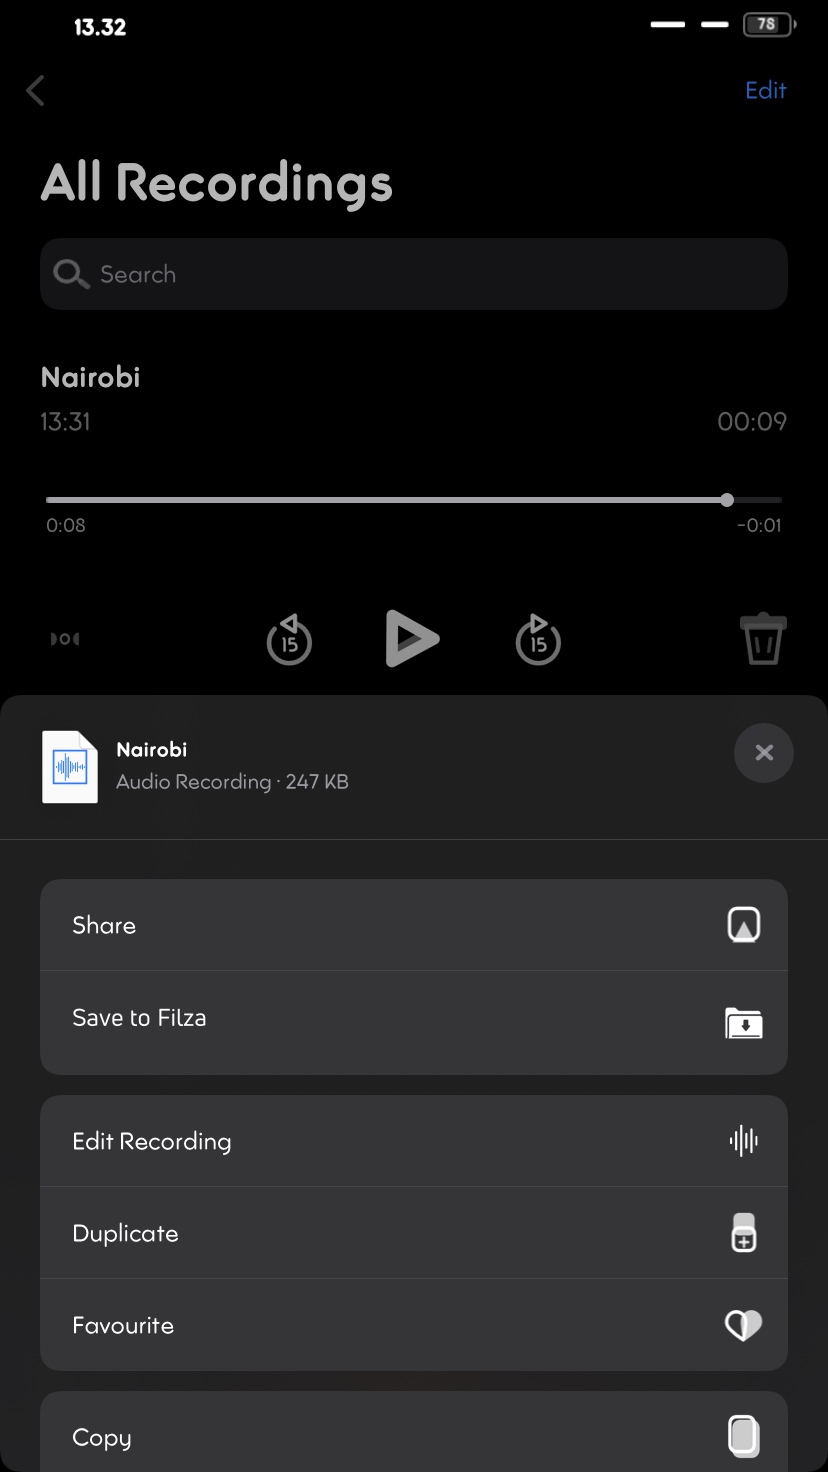 13.32
78
Edit
All Recordings
Search
Nairobi
13:31
00:09
0:08
-0:01
15
15
Nairobi
Audio Recording · 247 KB
Share
Save to Filza
Edit Recording
Duplicate
Favourite
Copy